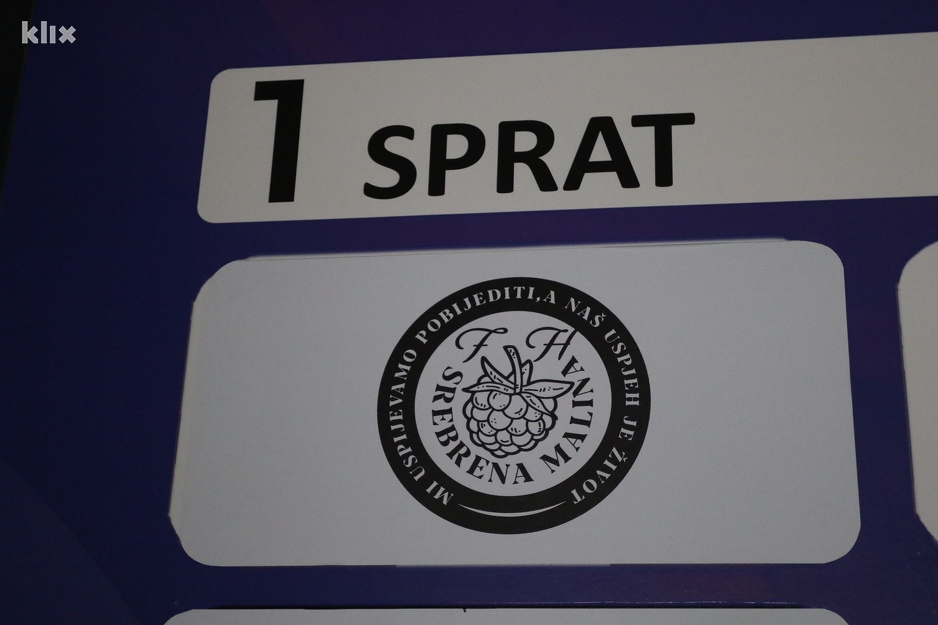 klix
1 SPRAT
MI USPIJEVAMO POBIJEDITI, A NAŠ USPJEH JE ŽIVOT
F H
SREBRENA MALINA